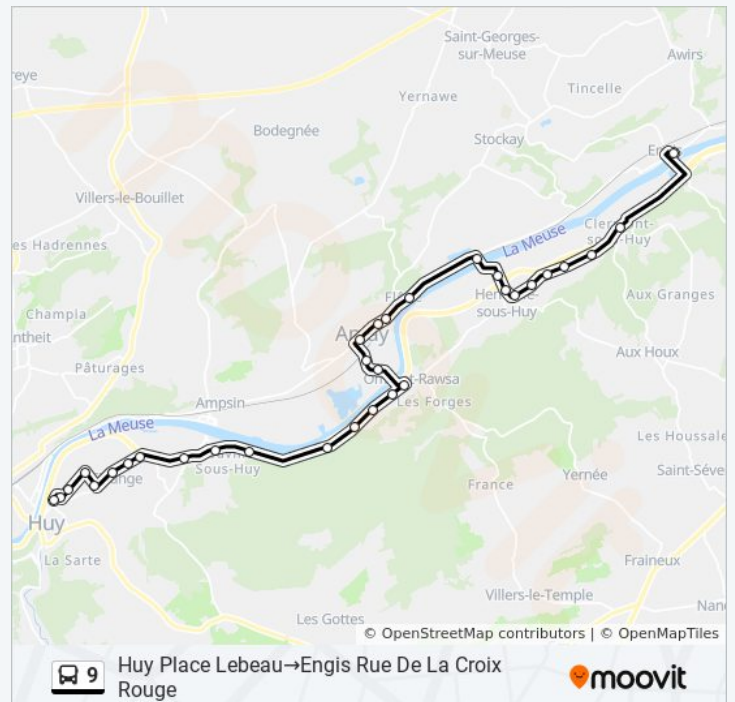 Saint-Georges-
sur-Meuse
Awirs
reye
Tincelle
Yernawe
Bodegnée
Stockay
Villers-le-Bouillet
La Meuse
es Hadrennes
Aux Granges
sous-Huy
Champla
ntheit
Aux Houx
Pâturages
Ampsin
Les Forges
La Meuse
Les Houssale
Sous-Huy
Saint-Séve
Yernée
France
Huy
La Sarte
Fraineux
Villers-le-Temple
Les Gottes
Nan
© OpenStreetMap contributors | © OpenMapTiles
9 Huy Place Lebeau→Engis Rue De La Croix
Rouge
moovit